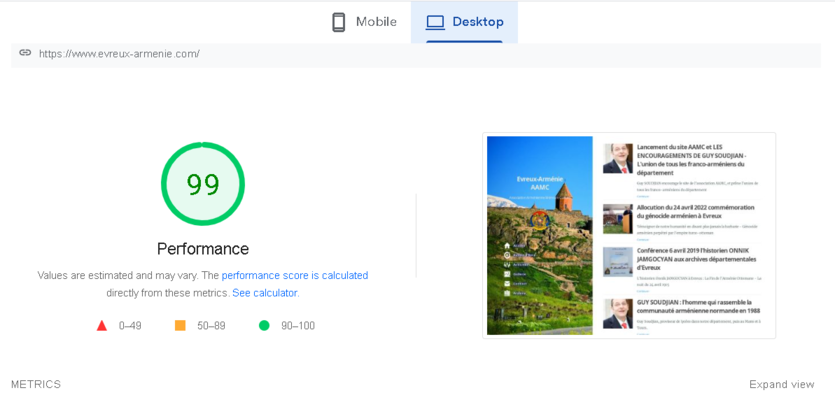 Mobile
Desktop
https://www.evreux-armenie.com/
99
Performance
Values are estimated and may vary. The performance score is calculated
directly from these metrics. See calculator.
0–49
50–89
90–100
Evreux-Arménie
AAMC
Lancement du site AAMC et LES
ENCOURAGEMENTS DE GUY SOUDJIAN -
L'union de tous les franco-arméniens du
département
Allocution du 24 avril 2022 commémoration
du génocide arménien à Evreux
Conférence 6 avril 2019 l'historien ONNIK
JAMGOCYAN aux archives départementales
d'Evreux
GUY SOUDJIAN : l'homme qui rassemble la
communauté arménienne normande en 1988
METRICS
Expand view